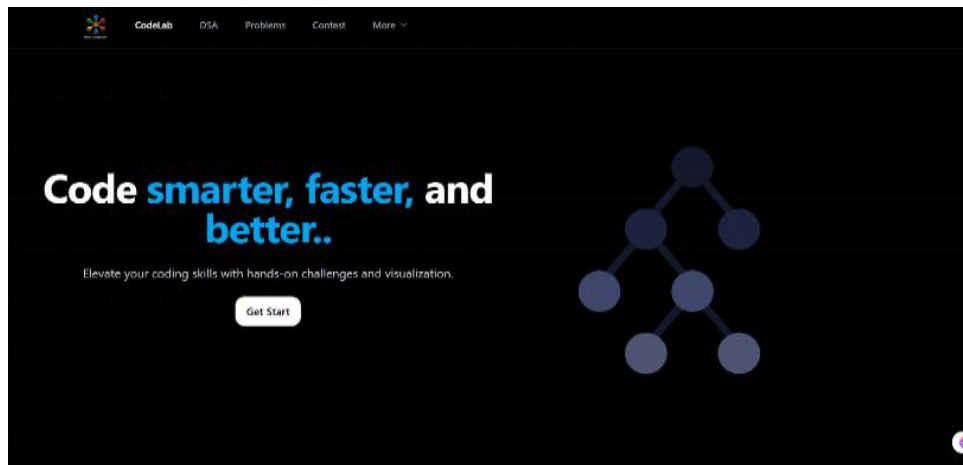 CodeLab DSA Problems Contest More
Code smarter, faster, and
better..
Elevate your coding skills with hands-on challenges and visualization.
Get Start